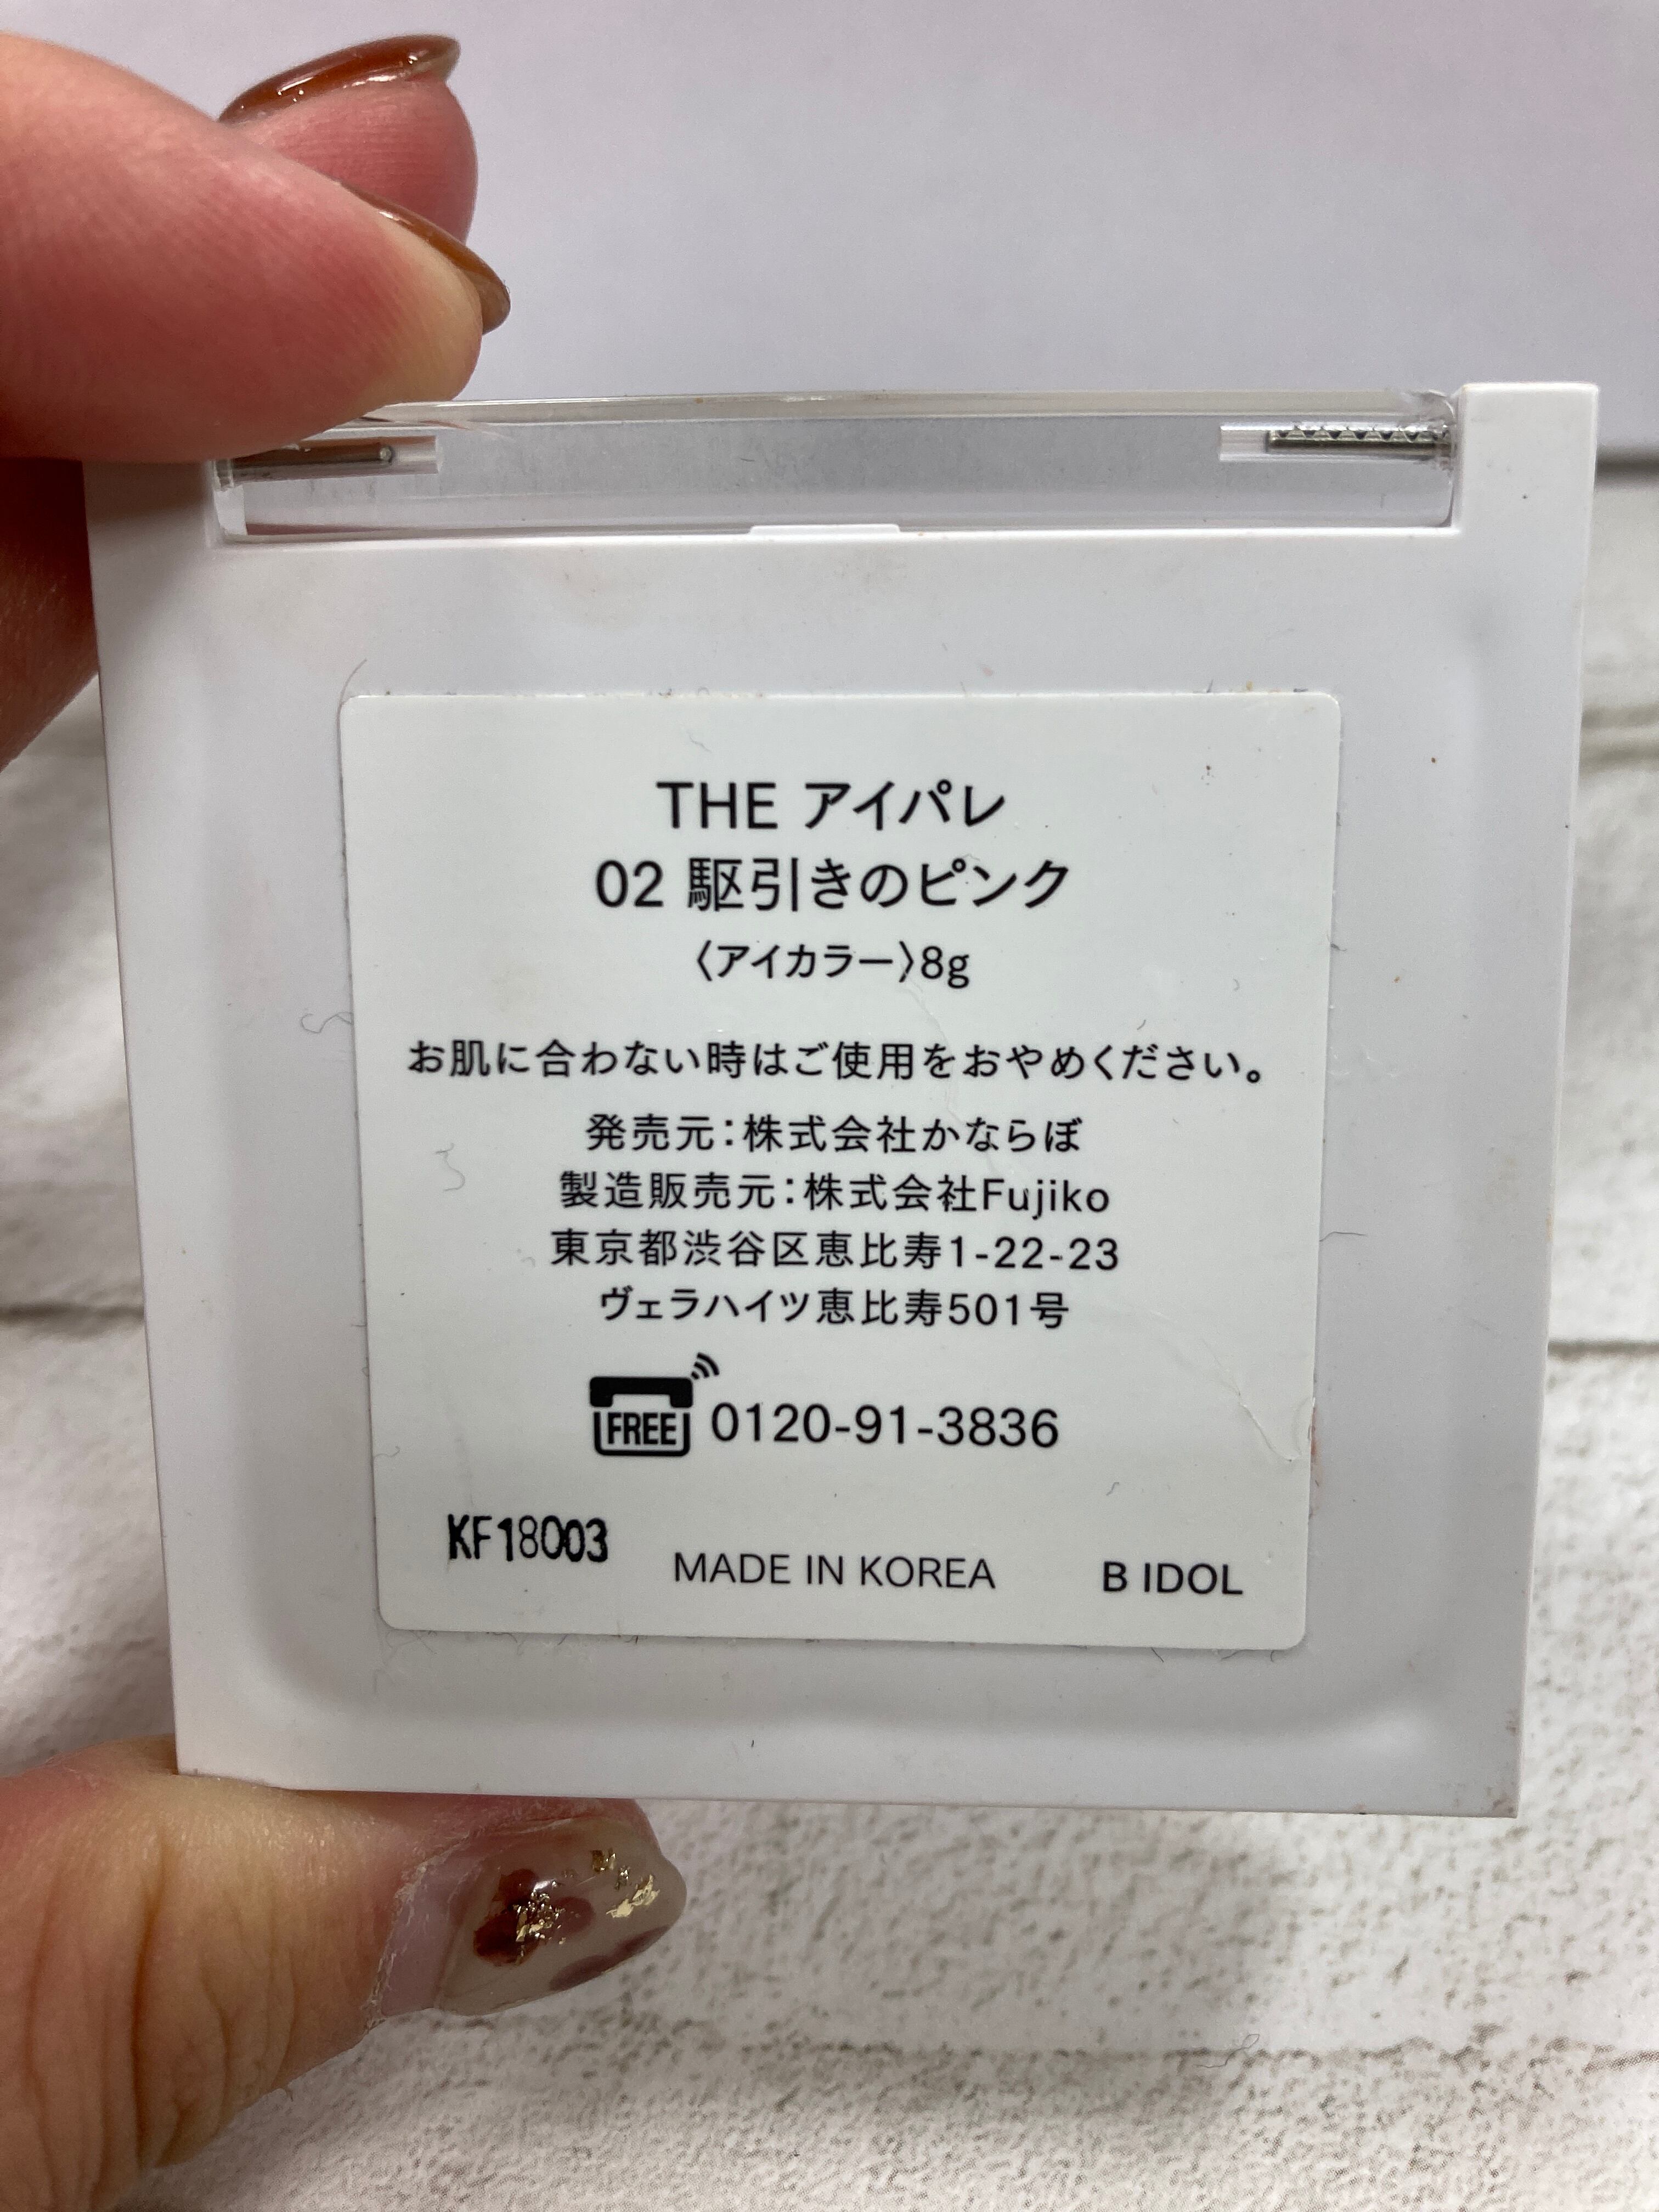 THE アイパレ
02 駆引きのピンク
〈アイカラー〉8g
お肌に合わない時はご使用をおやめください。
発売元：株式会社かならぼ
製造販売元：株式会社Fujiko
東京都渋谷区恵比寿1-22-23
ヴェラハイツ恵比寿501号
FREE 0120-91-3836
KF18003 MADE IN KOREA B IDOL